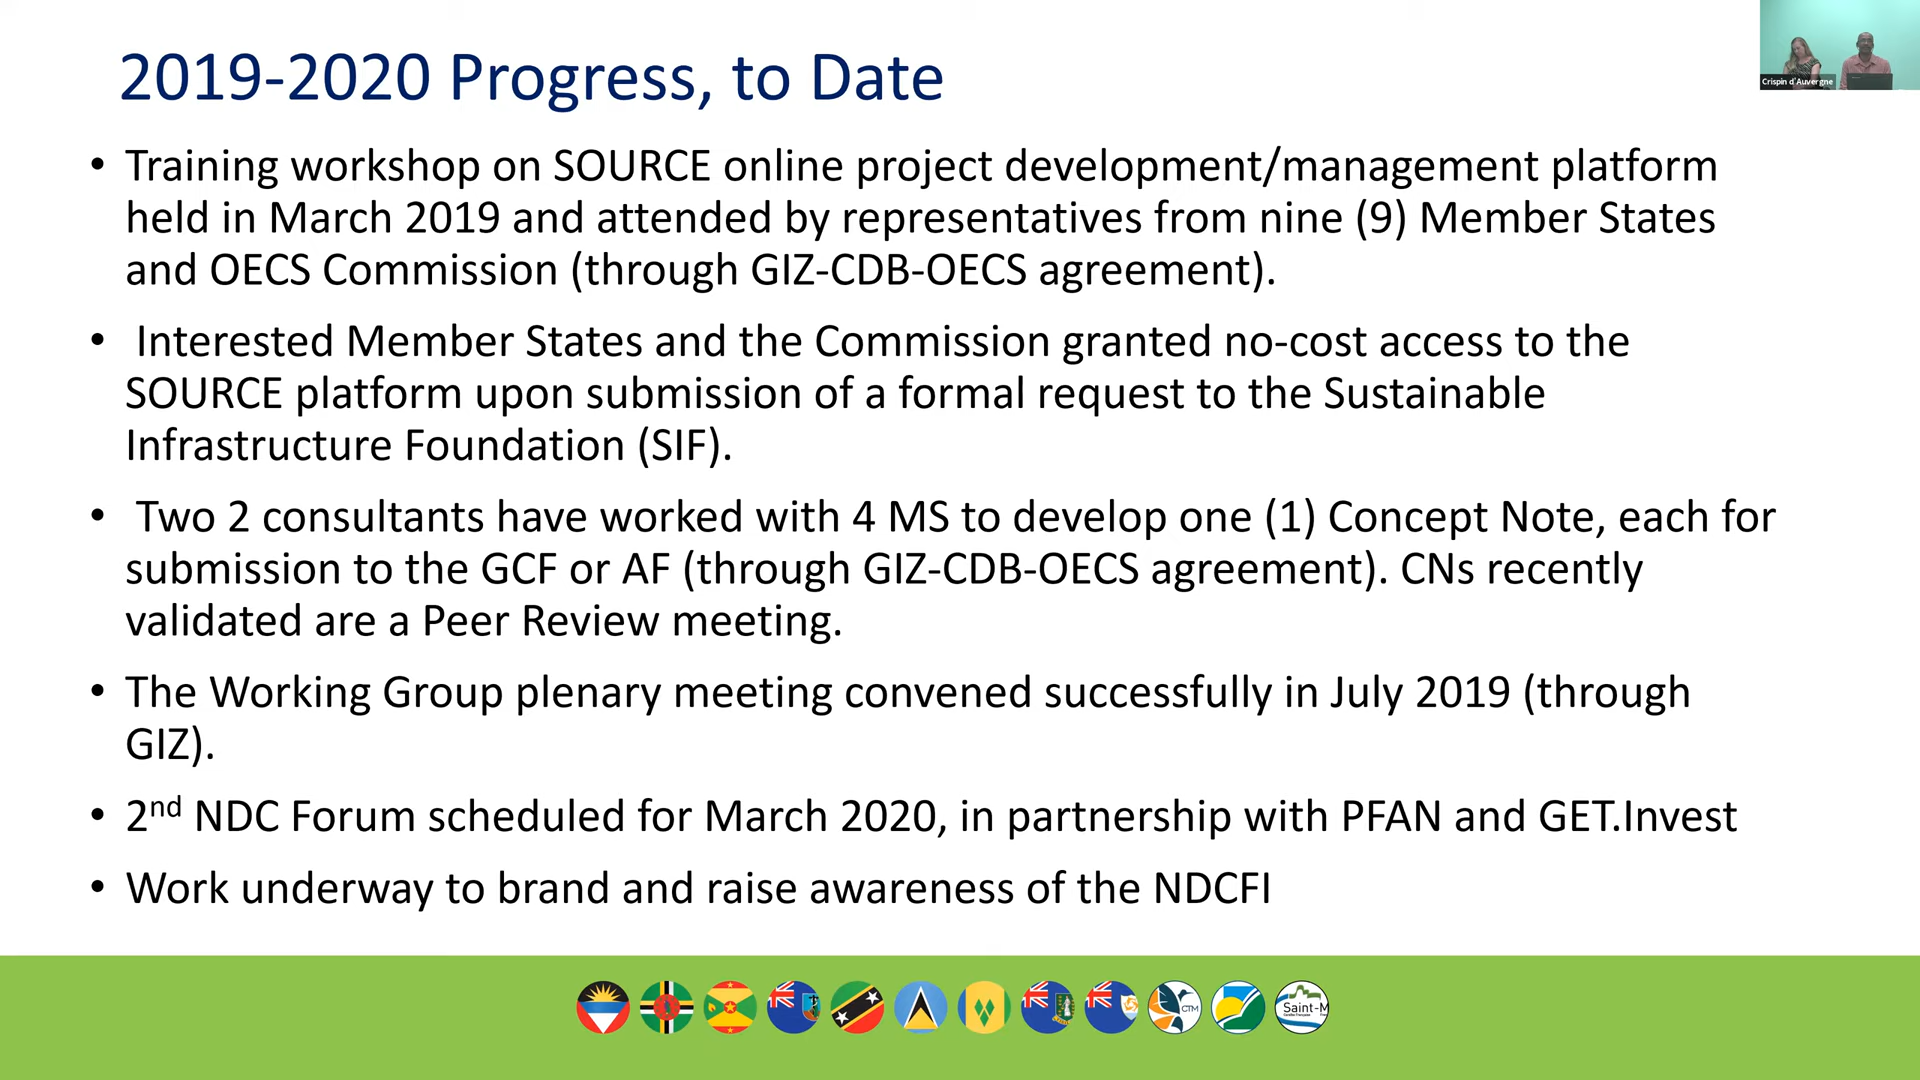 2019-2020 Progress, to Date
Crispin d'Auvergne
• Training workshop on SOURCE online project development/management platform
held in March 2019 and attended by representatives from nine (9) Member States
and OECS Commission (through GIZ-CDB-OECS agreement).
• Interested Member States and the Commission granted no-cost access to the
SOURCE platform upon submission of a formal request to the Sustainable
Infrastructure Foundation (SIF).
• Two 2 consultants have worked with 4 MS to develop one (1) Concept Note, each for
submission to the GCF or AF (through GIZ-CDB-OECS agreement). CNs recently
validated are a Peer Review meeting.
• The Working Group plenary meeting convened successfully in July 2019 (through
GIZ).
• 2nd NDC Forum scheduled for March 2020, in partnership with PFAN and GET.Invest
• Work underway to brand and raise awareness of the NDCFI
CTM
Saint-M